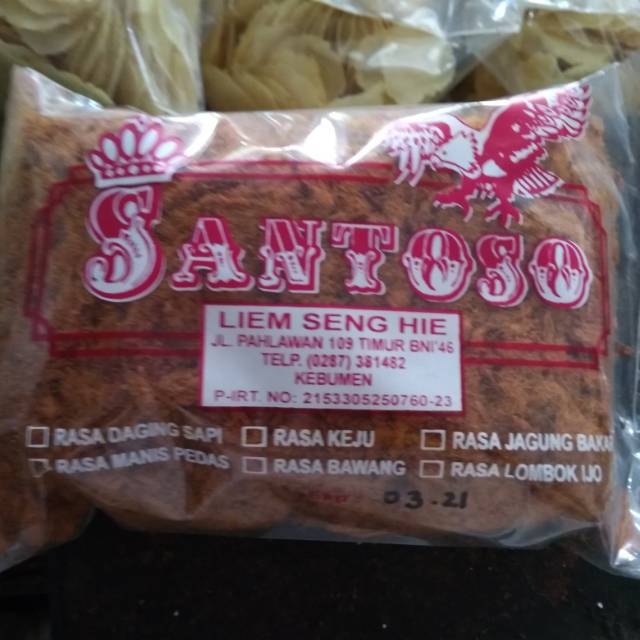 SANTOSO
LIEM SENG HIE
JL. PAHLAWAN 109 TIMUR BNI'46
TELP. (0287) 381482
KEBUMEN
P-IRT. NO: 2153305250760-23
RASA DAGING SAPI RASA KEJU RASA JAGUNG BAKA
RASA MANIS PEDAS RASA BAWANG RASA LOMBOK IJO
03.21